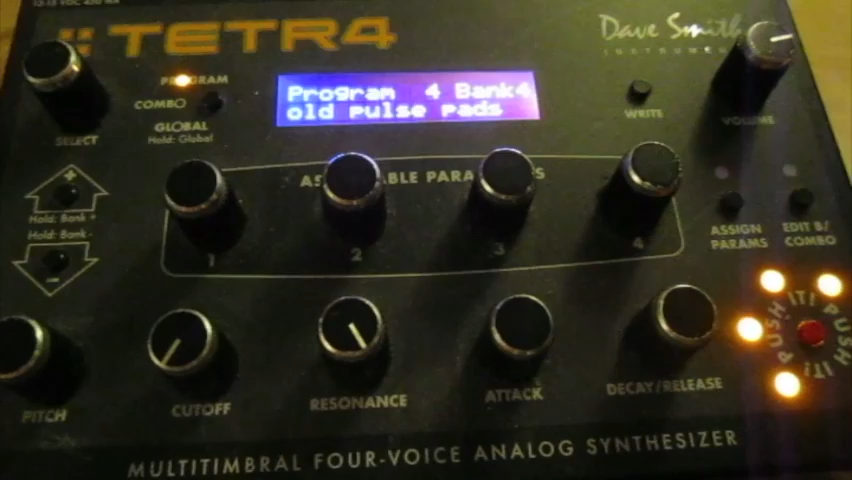 TETR4
Dave Smith
INSTRUMEN
PROGRAM
COMBO
GLOBAL
Hold: Global
SELECT
Program 4 Bank4
old pulse pads
WRITE
VOLUME
+
Hold: Bank +
Hold: Bank -
-
1
2
3
4
ASSIGN
PARAMS
EDIT B/
COMBO
PUSH IT! PUSH IT!
PITCH
CUTOFF
RESONANCE
ATTACK
DECAY/RELEASE
MULTITIMBRAL FOUR-VOICE ANALOG SYNTHESIZER